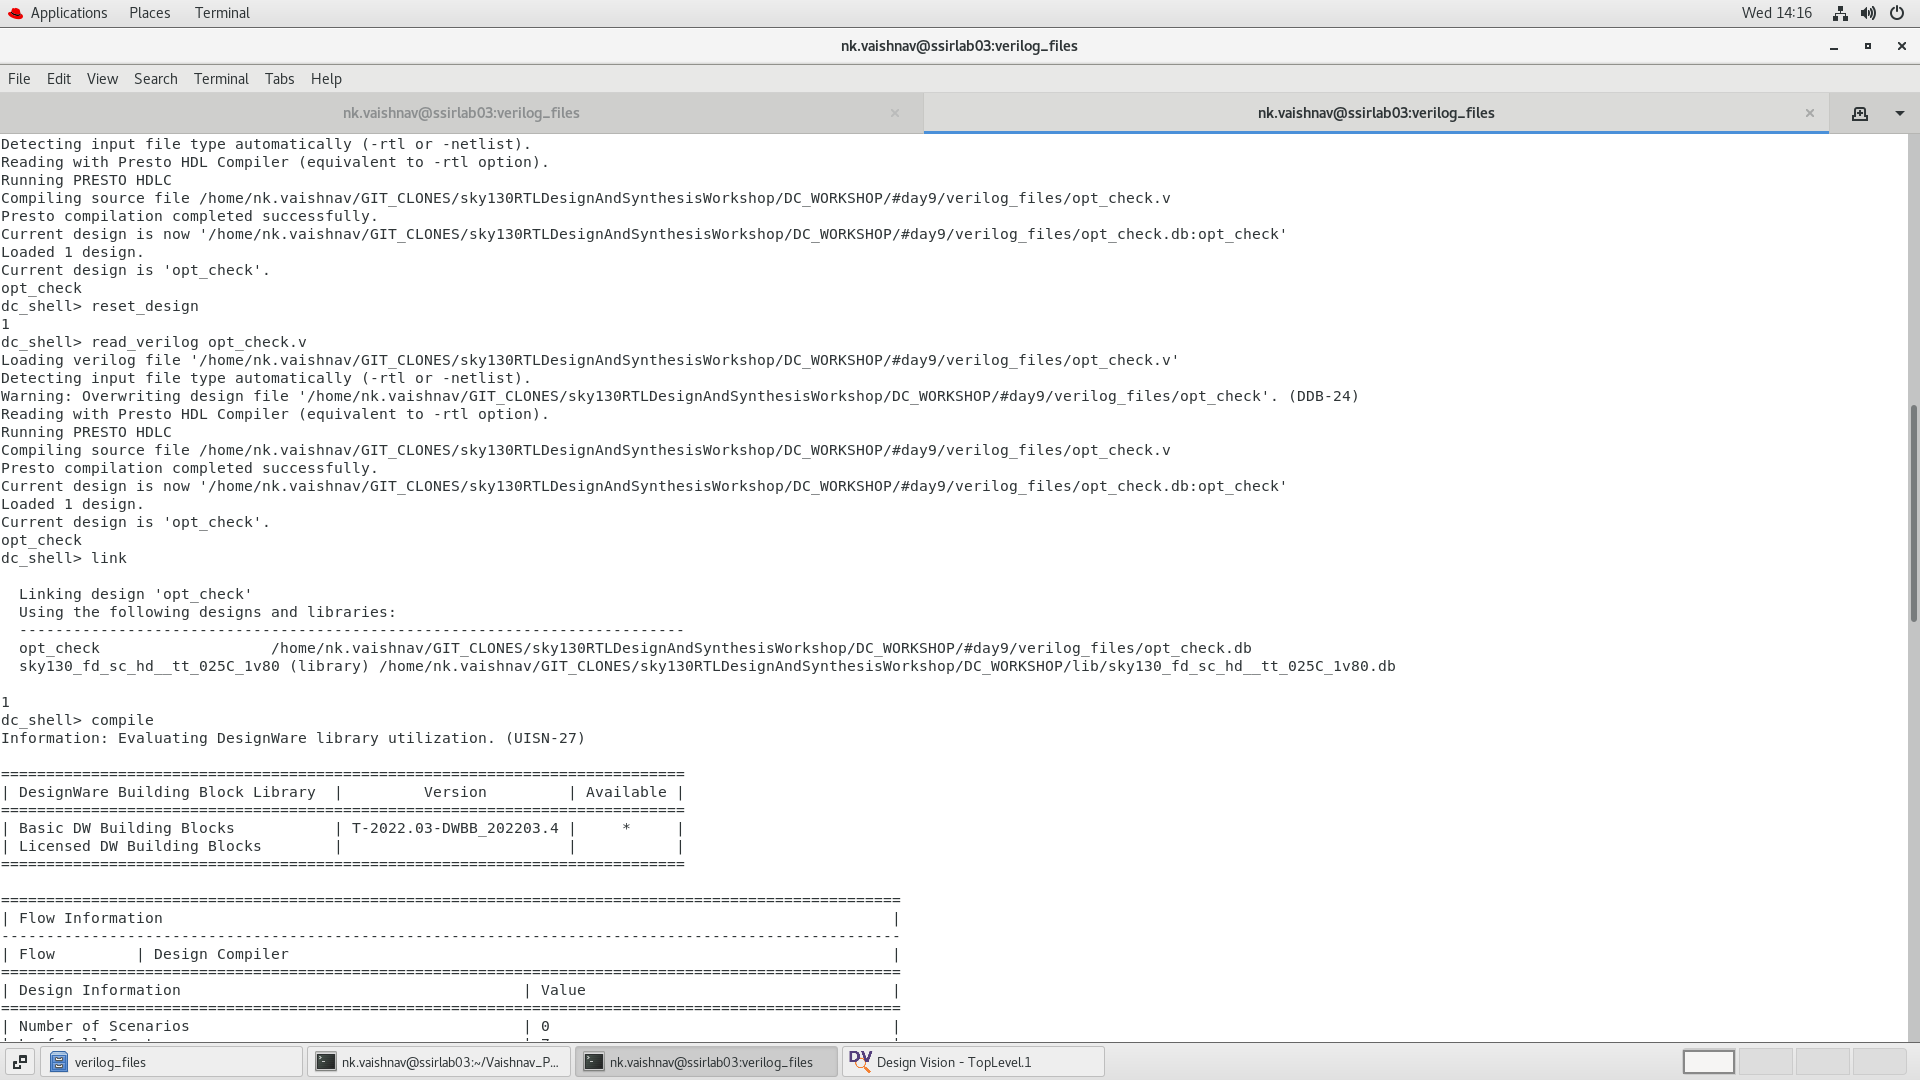 Applications Places Terminal Wed 14:16
nk.vaishnav@ssirlab03:verilog_files
File Edit View Search Terminal Tabs Help
nk.vaishnav@ssirlab03:verilog_files nk.vaishnav@ssirlab03:verilog_files
Detecting input file type automatically (-rtl or -netlist).
Reading with Presto HDL Compiler (equivalent to -rtl option).
Running PRESTO HDLC
Compiling source file /home/nk.vaishnav/GIT_CLONES/sky130RTLDesignAndSynthesisWorkshop/DC_WORKSHOP/#day9/verilog_files/opt_check.v
Presto compilation completed successfully.
Current design is now '/home/nk.vaishnav/GIT_CLONES/sky130RTLDesignAndSynthesisWorkshop/DC_WORKSHOP/#day9/verilog_files/opt_check.db:opt_check'
Loaded 1 design.
Current design is 'opt_check'.
opt_check
dc_shell> reset_design
1
dc_shell> read_verilog opt_check.v
Loading verilog file '/home/nk.vaishnav/GIT_CLONES/sky130RTLDesignAndSynthesisWorkshop/DC_WORKSHOP/#day9/verilog_files/opt_check.v'
Detecting input file type automatically (-rtl or -netlist).
Warning: Overwriting design file '/home/nk.vaishnav/GIT_CLONES/sky130RTLDesignAndSynthesisWorkshop/DC_WORKSHOP/#day9/verilog_files/opt_check'. (DDB-24)
Reading with Presto HDL Compiler (equivalent to -rtl option).
Running PRESTO HDLC
Compiling source file /home/nk.vaishnav/GIT_CLONES/sky130RTLDesignAndSynthesisWorkshop/DC_WORKSHOP/#day9/verilog_files/opt_check.v
Presto compilation completed successfully.
Current design is now '/home/nk.vaishnav/GIT_CLONES/sky130RTLDesignAndSynthesisWorkshop/DC_WORKSHOP/#day9/verilog_files/opt_check.db:opt_check'
Loaded 1 design.
Current design is 'opt_check'.
opt_check
dc_shell> link
Linking design 'opt_check'
Using the following designs and libraries:
--------------------------------------------------------------------------
opt_check /home/nk.vaishnav/GIT_CLONES/sky130RTLDesignAndSynthesisWorkshop/DC_WORKSHOP/#day9/verilog_files/opt_check.db
sky130_fd_sc_hd__tt_025C_1v80 (library) /home/nk.vaishnav/GIT_CLONES/sky130RTLDesignAndSynthesisWorkshop/DC_WORKSHOP/lib/sky130_fd_sc_hd__tt_025C_1v80.db
1
dc_shell> compile
Information: Evaluating DesignWare library utilization. (UISN-27)
============================================================================
| DesignWare Building Block Library | Version | Available |
============================================================================
| Basic DW Building Blocks | T-2022.03-DWBB_202203.4 | * |
| Licensed DW Building Blocks | | |
============================================================================
====================================================================================================
| Flow Information |
----------------------------------------------------------------------------------------------------
| Flow | Design Compiler |
====================================================================================================
| Design Information | Value |
====================================================================================================
| Number of Scenarios | 0 |
verilog_files nk.vaishnav@ssirlab03:~/Vaishnav_P... nk.vaishnav@ssirlab03:verilog_files DV Design Vision - TopLevel.1